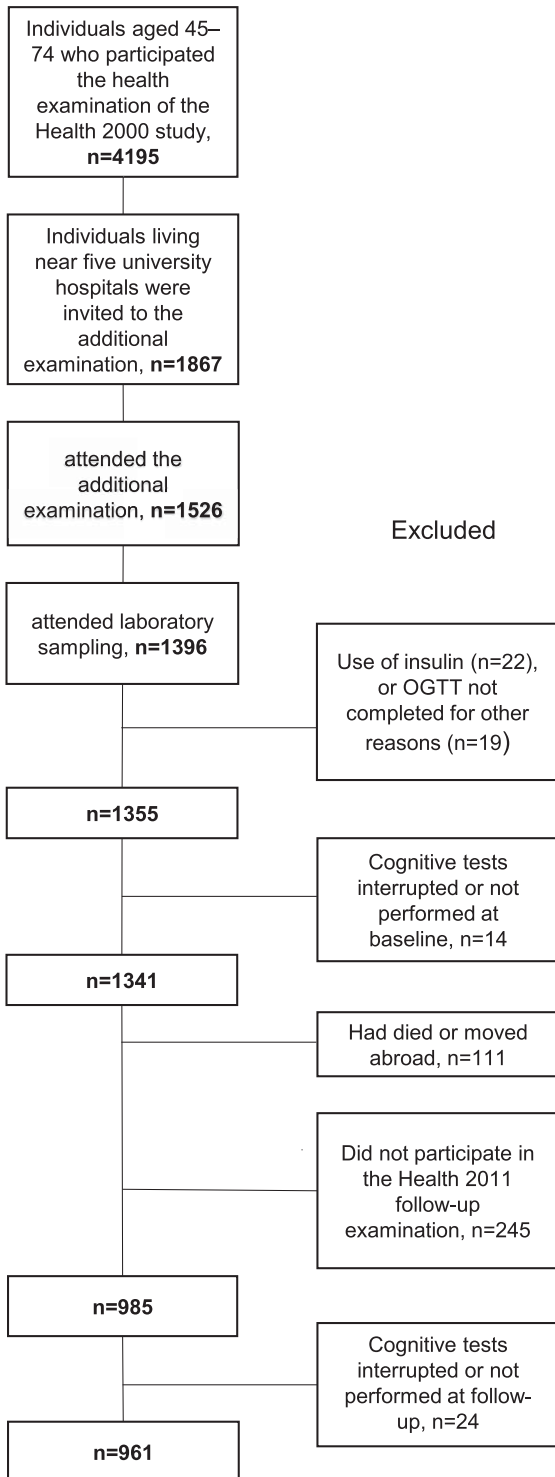 Individuals aged 45–
74 who participated
the health
examination of the
Health 2000 study,
n=4195
Individuals living
near five university
hospitals were
invited to the
additional
examination, n=1867
attended the
additional
examination, n=1526
Excluded
attended laboratory
sampling, n=1396
Use of insulin (n=22),
or OGTT not
completed for other
reasons (n=19)
n=1355
Cognitive tests
interrupted or not
performed at
baseline, n=14
n=1341
Had died or moved
abroad, n=111
Did not participate in
the Health 2011
follow-up
examination, n=245
n=985
Cognitive tests
interrupted or not
performed at follow-
up, n=24
n=961